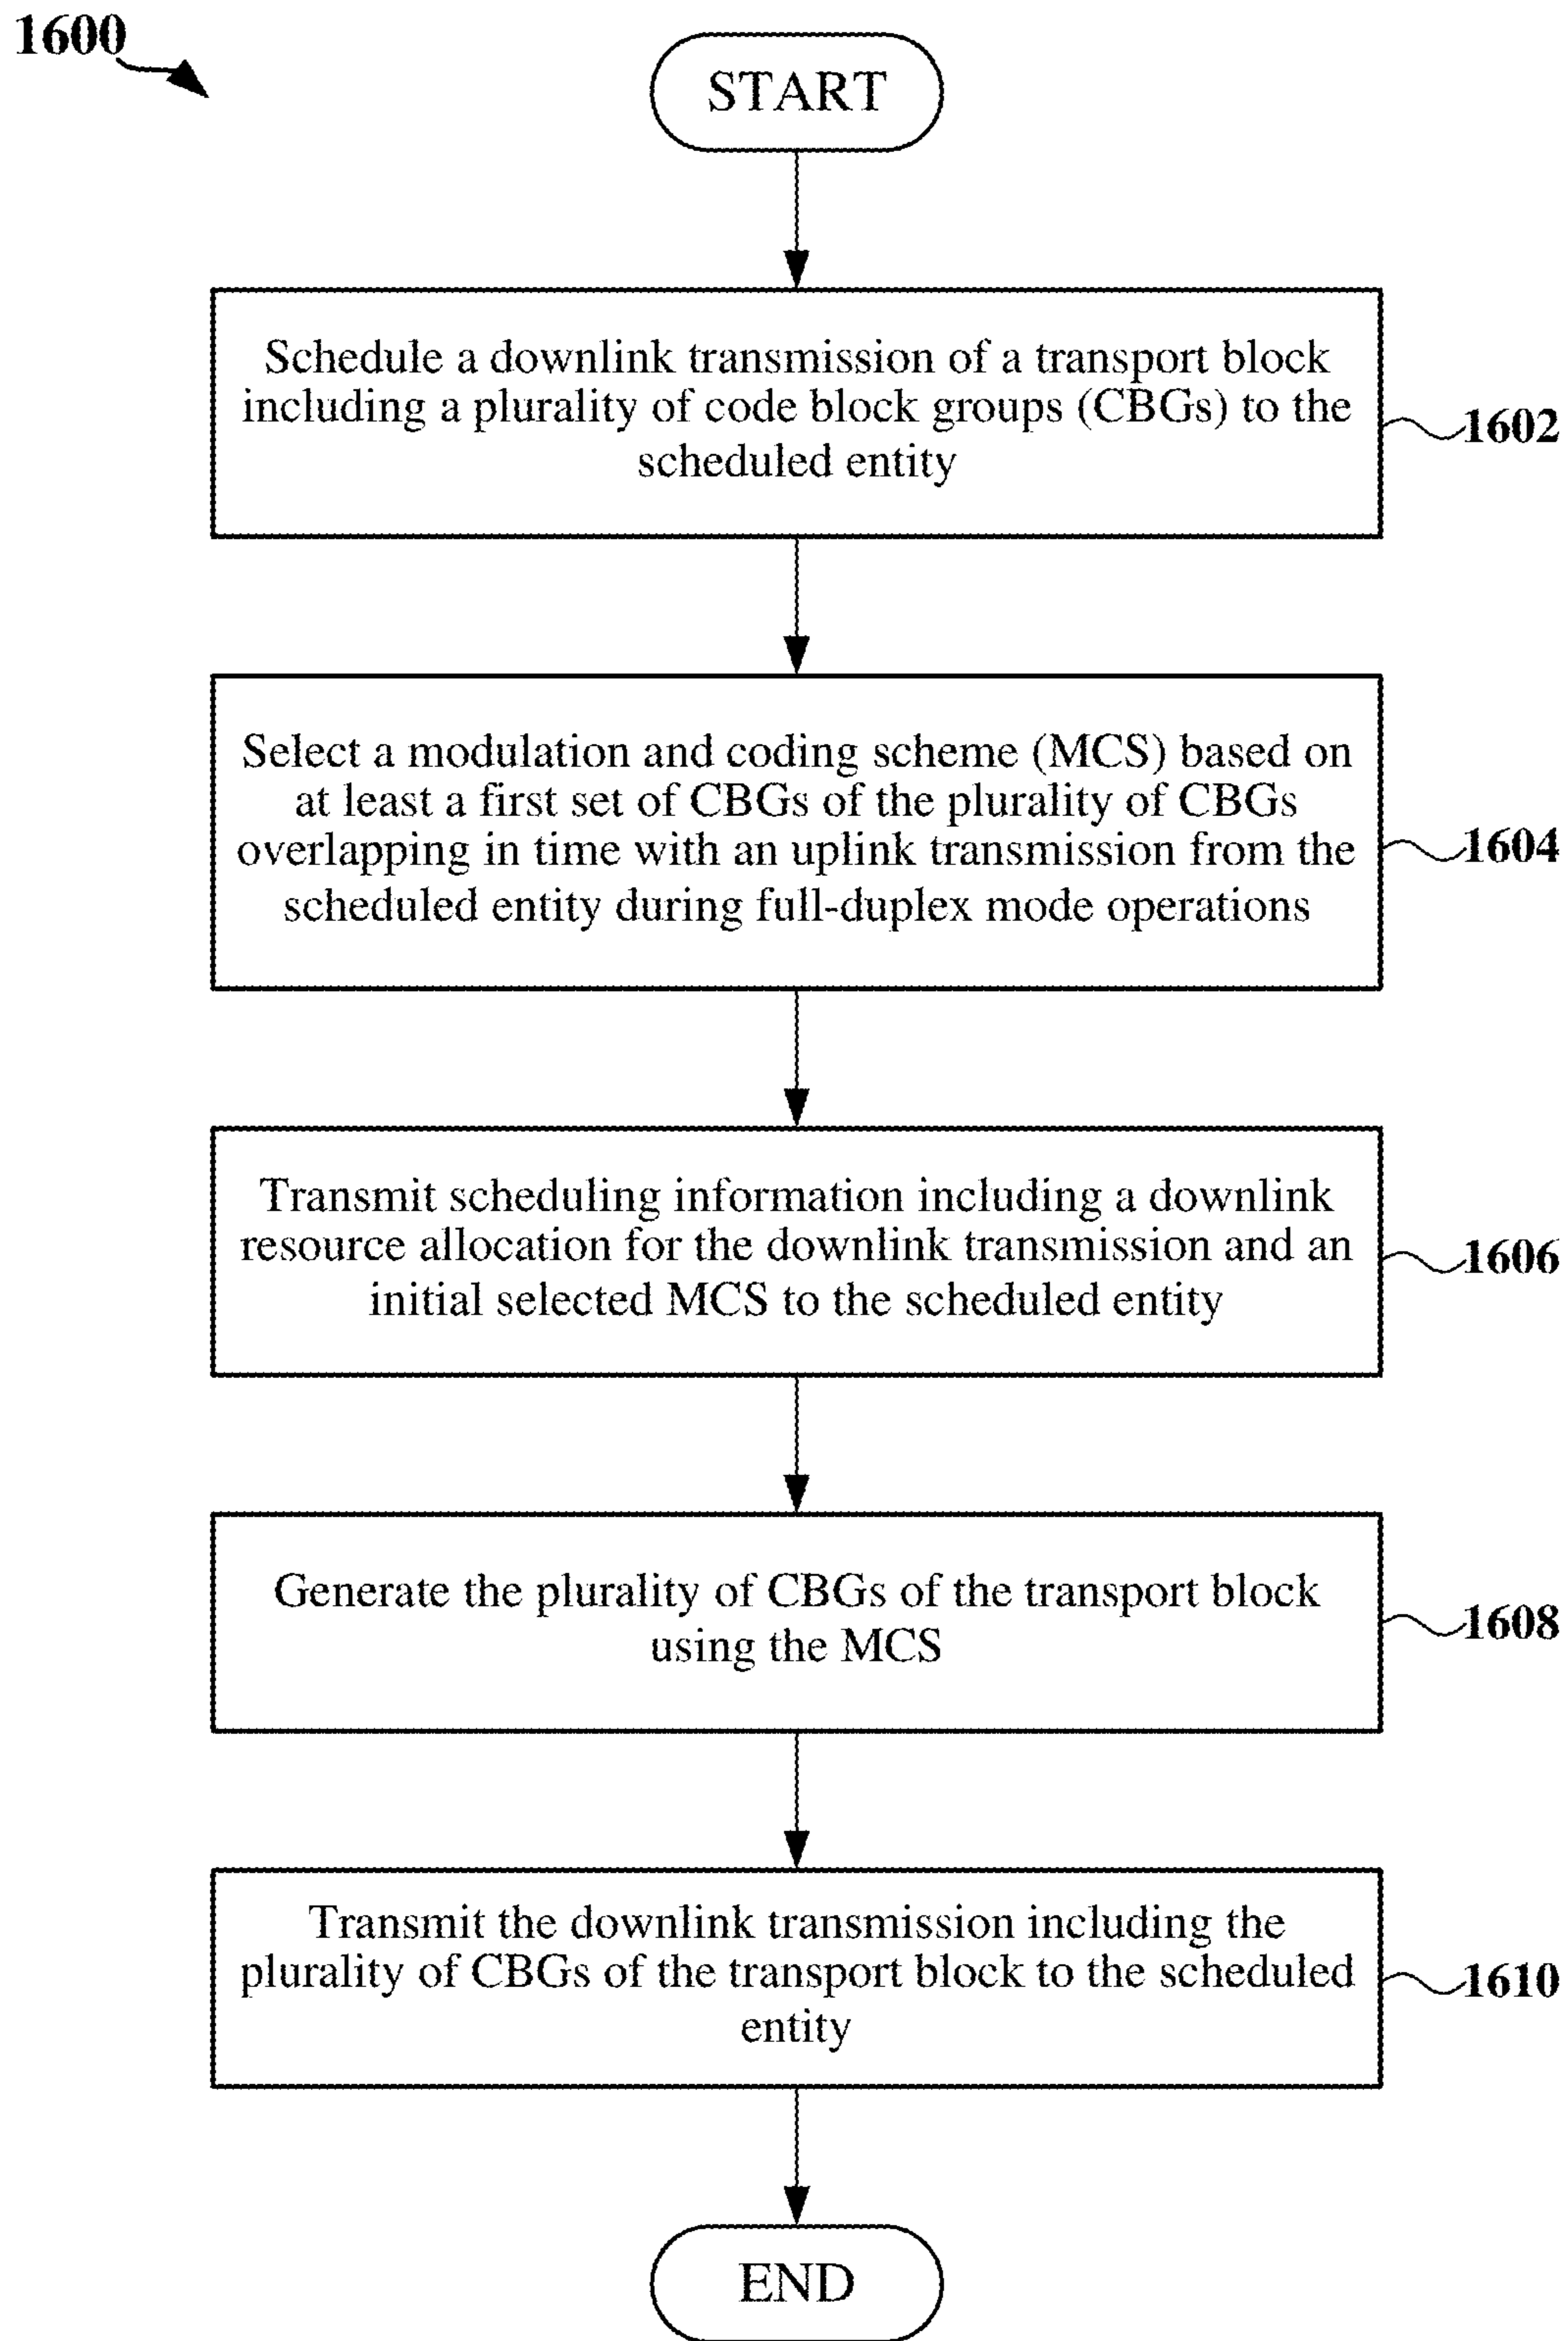 1600
START
Schedule a downlink transmission of a transport block
including a plurality of code block groups (CBGs) to the
scheduled entity
1602
Select a modulation and coding scheme (MCS) based on
at least a first set of CBGs of the plurality of CBGs
overlapping in time with an uplink transmission from the
scheduled entity during full-duplex mode operations
1604
Transmit scheduling information including a downlink
resource allocation for the downlink transmission and an
initial selected MCS to the scheduled entity
1606
Generate the plurality of CBGs of the transport block
using the MCS
1608
Transmit the downlink transmission including the
plurality of CBGs of the transport block to the scheduled
entity
1610
END